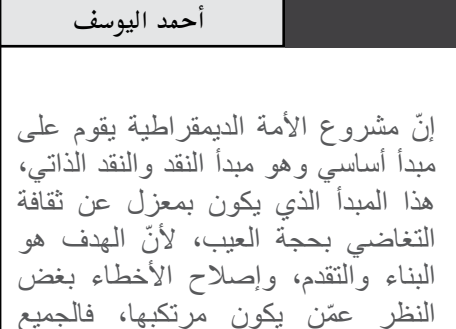 أحمد اليوسف
إنّ مشروع الأمة الديمقراطية يقوم على
مبدأ أساسي وهو مبدأ النقد والنقد الذاتي،
هذا المبدأ الذي يكون بمعزل عن ثقافة
التغاضي بحجة العيب، لأنّ الهدف هو
البناء والتقدم، وإصلاح الأخطاء بغض
النظر عمّن يكون مرتكبها، فالجميع